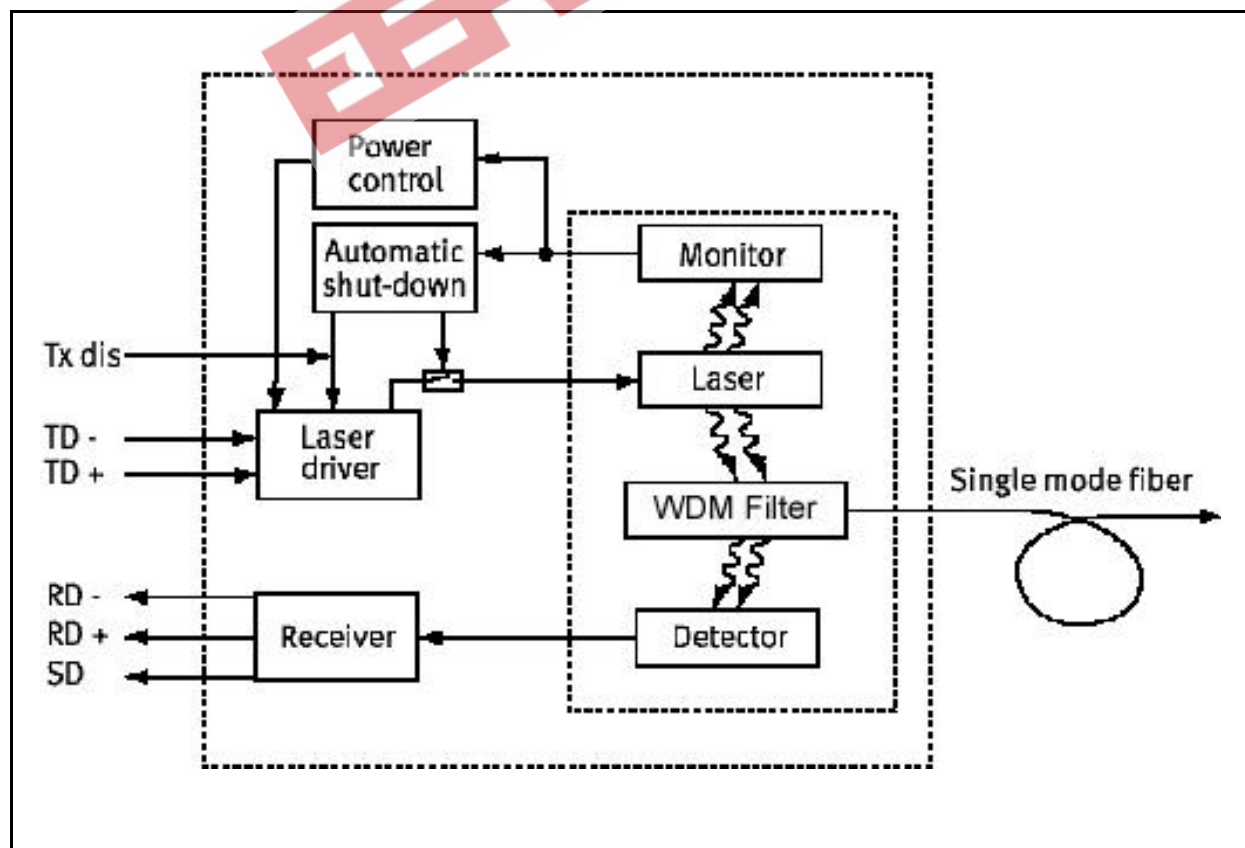 Power
control
Automatic
shut-down
Monitor
Tx dis
Laser
TD -
TD +
Laser
driver
WDM Filter
Single mode fiber
RD -
RD +
SD
Receiver
Detector